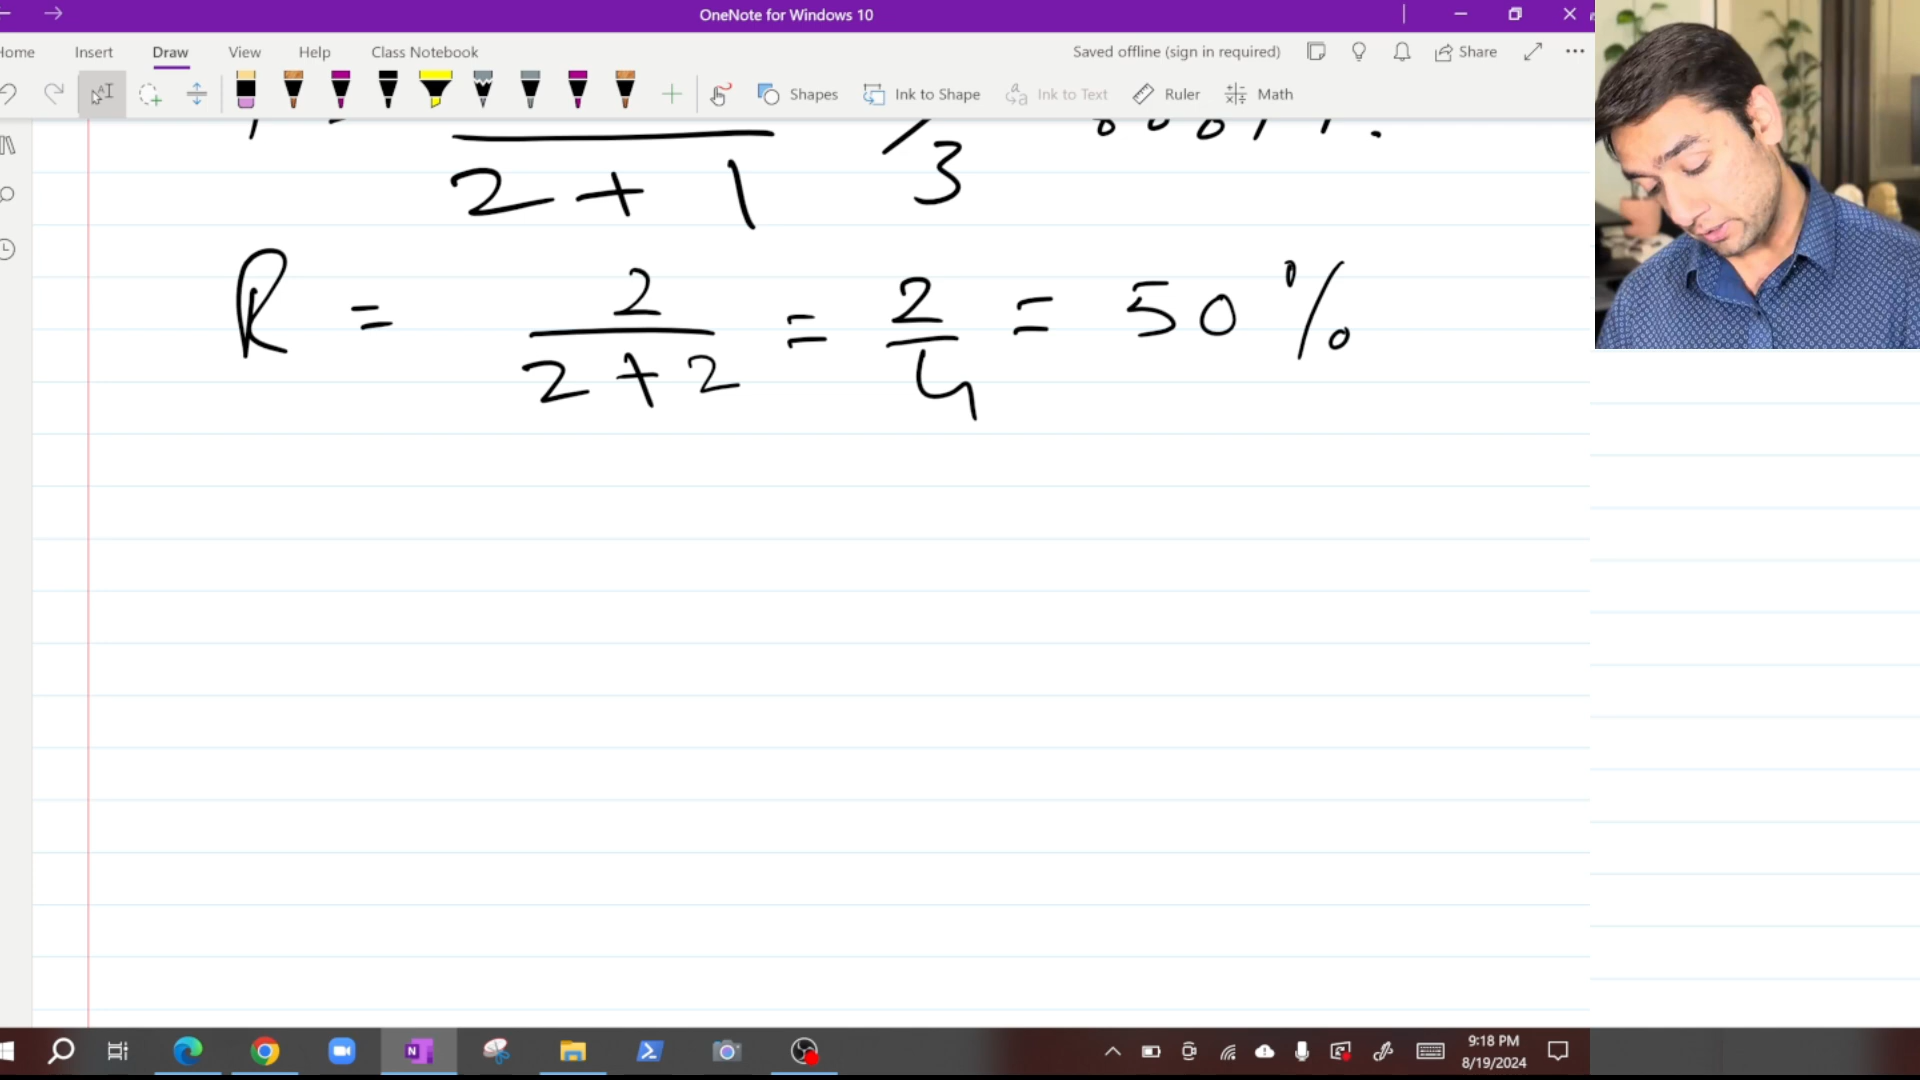 OneNote for Windows 10
Home Insert Draw View Help Class Notebook Saved offline (sign in required) Share
Shapes Ink to Shape Ink to Text Ruler Math
2 + 1 3
R = 2 / 2 + 2 = 2 / 4 = 50 %
9:18 PM
8/19/2024